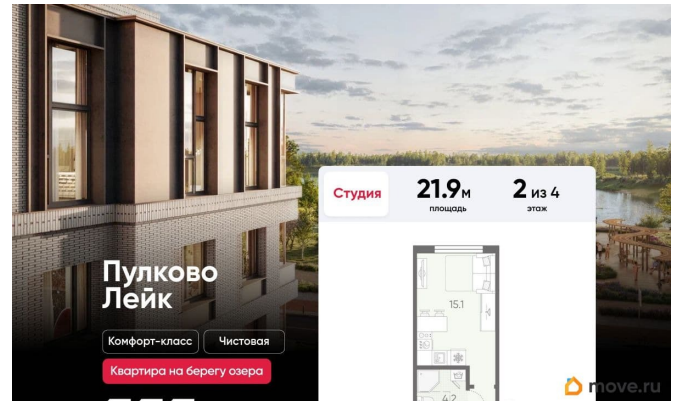 Студия
21.9м
площадь
2 из 4
этаж
Пулково
Лейк
15.1
Комфорт-класс
Чистовая
Квартира на берегу озера
4.2
move.ru